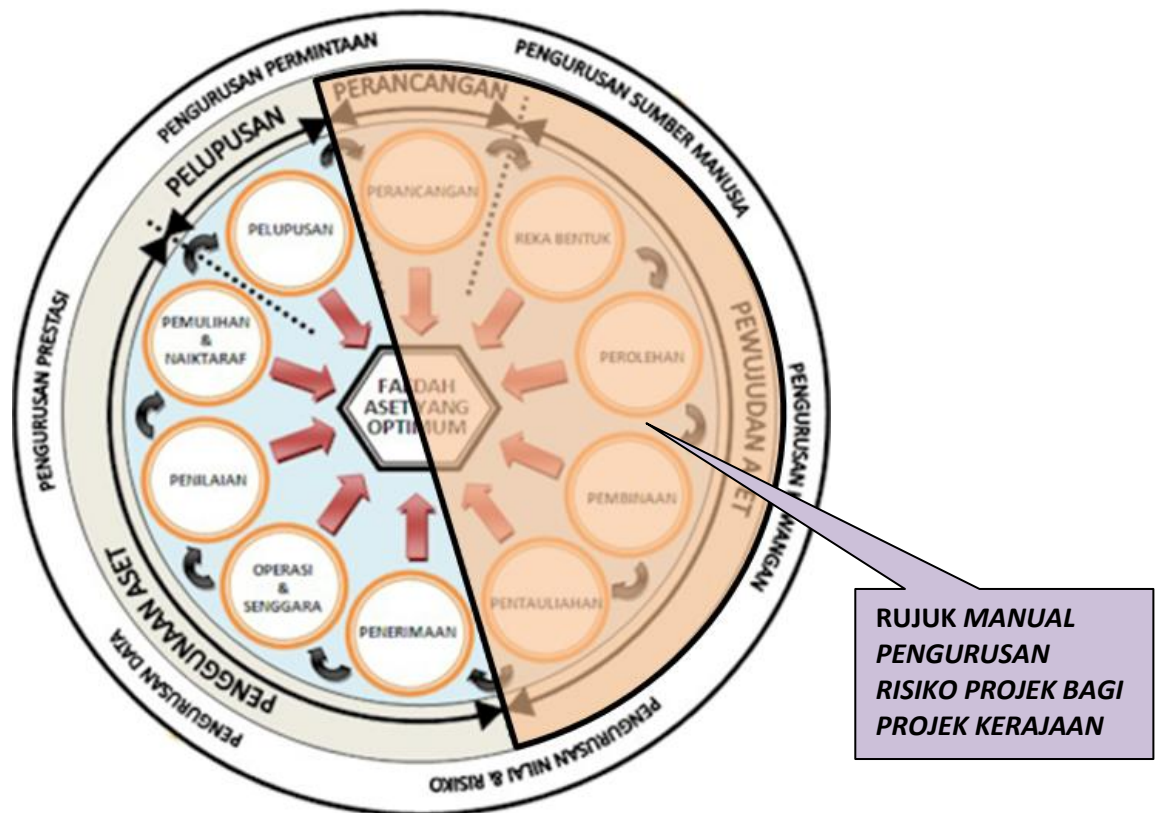 PENGURUSAN PERMINTAAN
PENGURUSAN SUMBER MANUSIA
PERANCANGAN
PELUPUSAN
PERANCANGAN
PELUPUSAN
REKA BENTUK
PEMULIHAN
&
NAIKTARAF
PEROLEHAN
PEWUJUDAN ASET
PENGURUSAN PRESTASI
FAEDAH
ASET YANG
OPTIMUM
PENILAIAN
PEMBINAAN
OPERASI
&
SENGGARA
PENTAULIAHAN
PENERIMAAN
PENGGUNAAN ASET
PENGURUSAN DATA
PENGURUSAN NILAI & RISIKO
PENGURUSAN
RUJUK MANUAL
PENGURUSAN
RISIKO PROJEK BAGI
PROJEK KERAJAAN